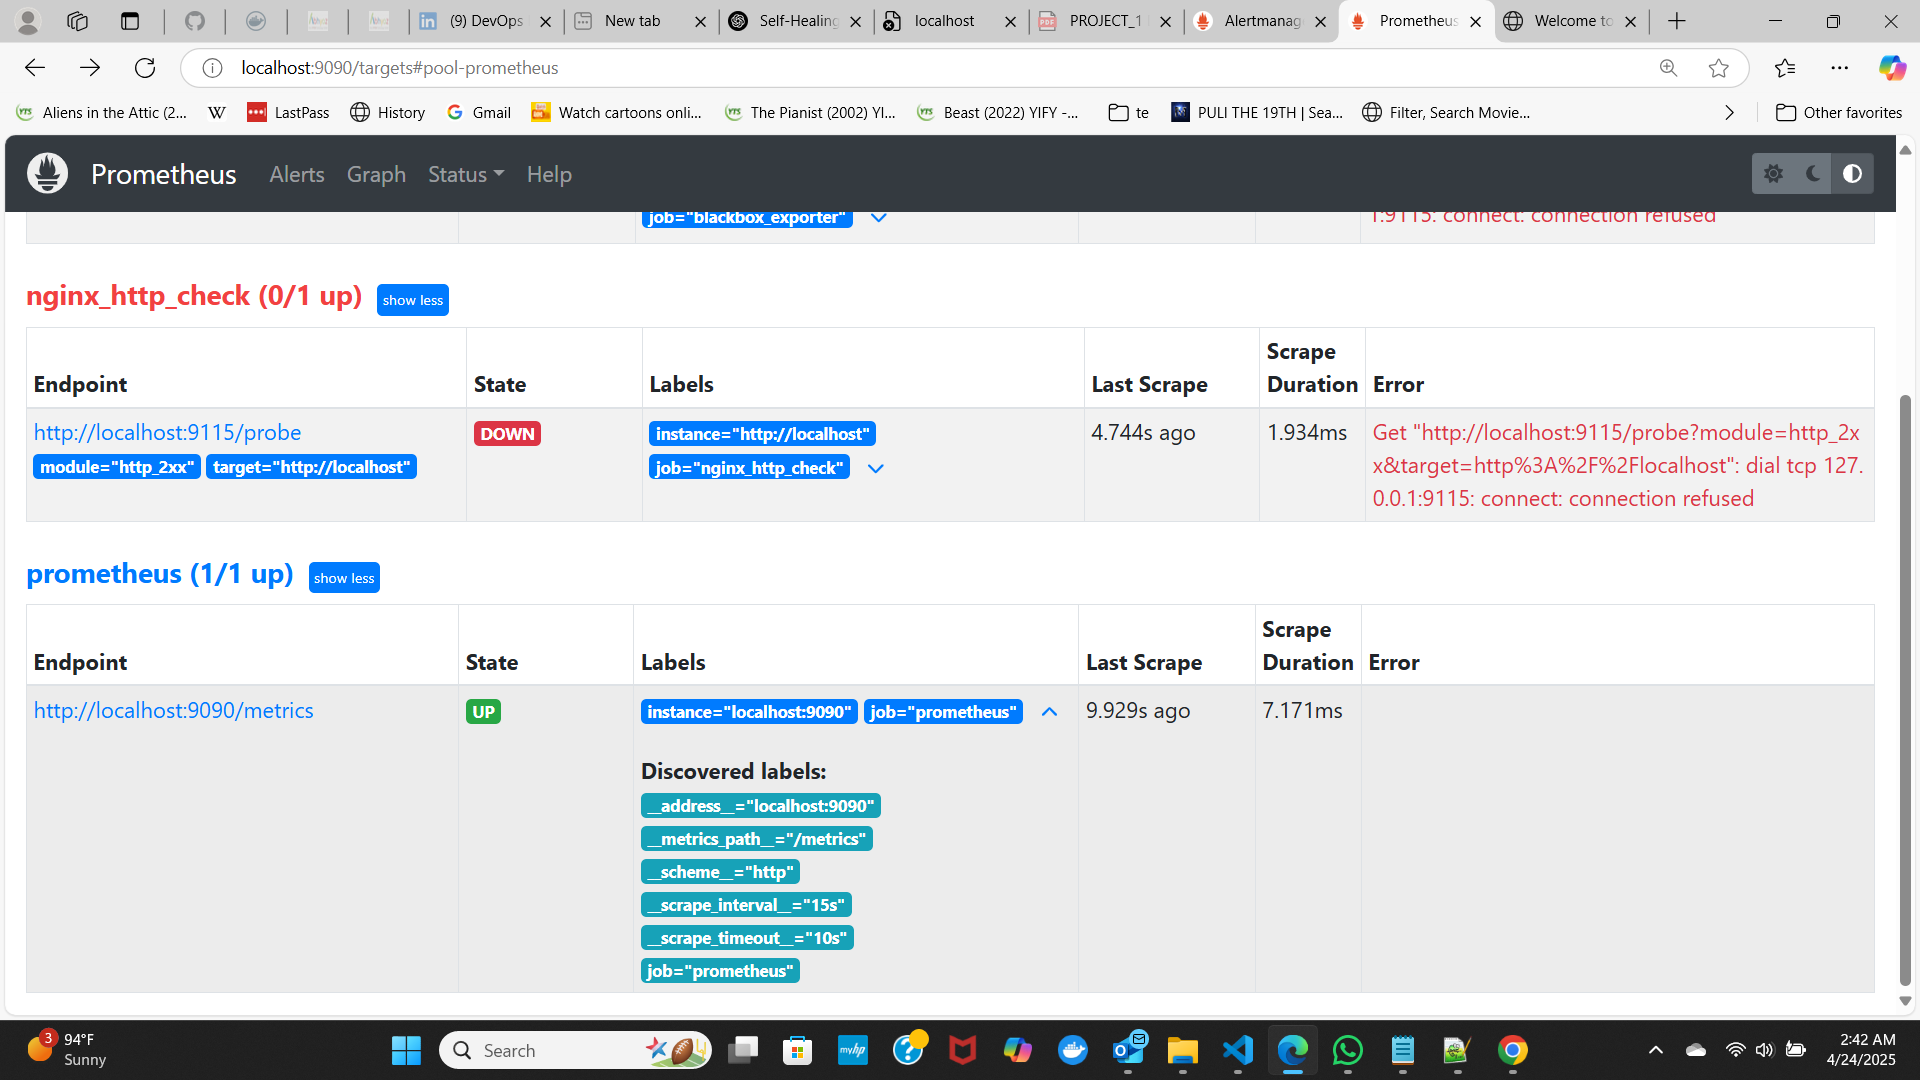 (9) DevOps
New tab
Self-Healing
localhost
PROJECT_1
Alertmanag
Prometheus
Welcome to
localhost:9090/targets#pool-prometheus
Aliens in the Attic (2...
W
LastPass
History
Gmail
Watch cartoons onli...
The Pianist (2002) YI...
Beast (2022) YIFY -...
te
PULI THE 19TH | Sea...
Filter, Search Movie...
Other favorites
Prometheus
Alerts
Graph
Status
Help
job="blackbox_exporter"
1:9115: connect: connection refused
nginx_http_check (0/1 up)
show less
Endpoint
State
Labels
Last Scrape
Scrape
Duration
Error
http://localhost:9115/probe
module="http_2xx" target="http://localhost"
DOWN
instance="http://localhost"
job="nginx_http_check"
4.744s ago
1.934ms
Get "http://localhost:9115/probe?module=http_2x
x&target=http%3A%2F%2Flocalhost": dial tcp 127.
0.0.1:9115: connect: connection refused
prometheus (1/1 up)
show less
Endpoint
State
Labels
Last Scrape
Scrape
Duration
Error
http://localhost:9090/metrics
UP
instance="localhost:9090" job="prometheus"
9.929s ago
7.171ms
Discovered labels:
__address__="localhost:9090"
__metrics_path__="/metrics"
__scheme__="http"
__scrape_interval__="15s"
__scrape_timeout__="10s"
job="prometheus"
3
94°F
Sunny
Search
myhp
2:42 AM
4/24/2025